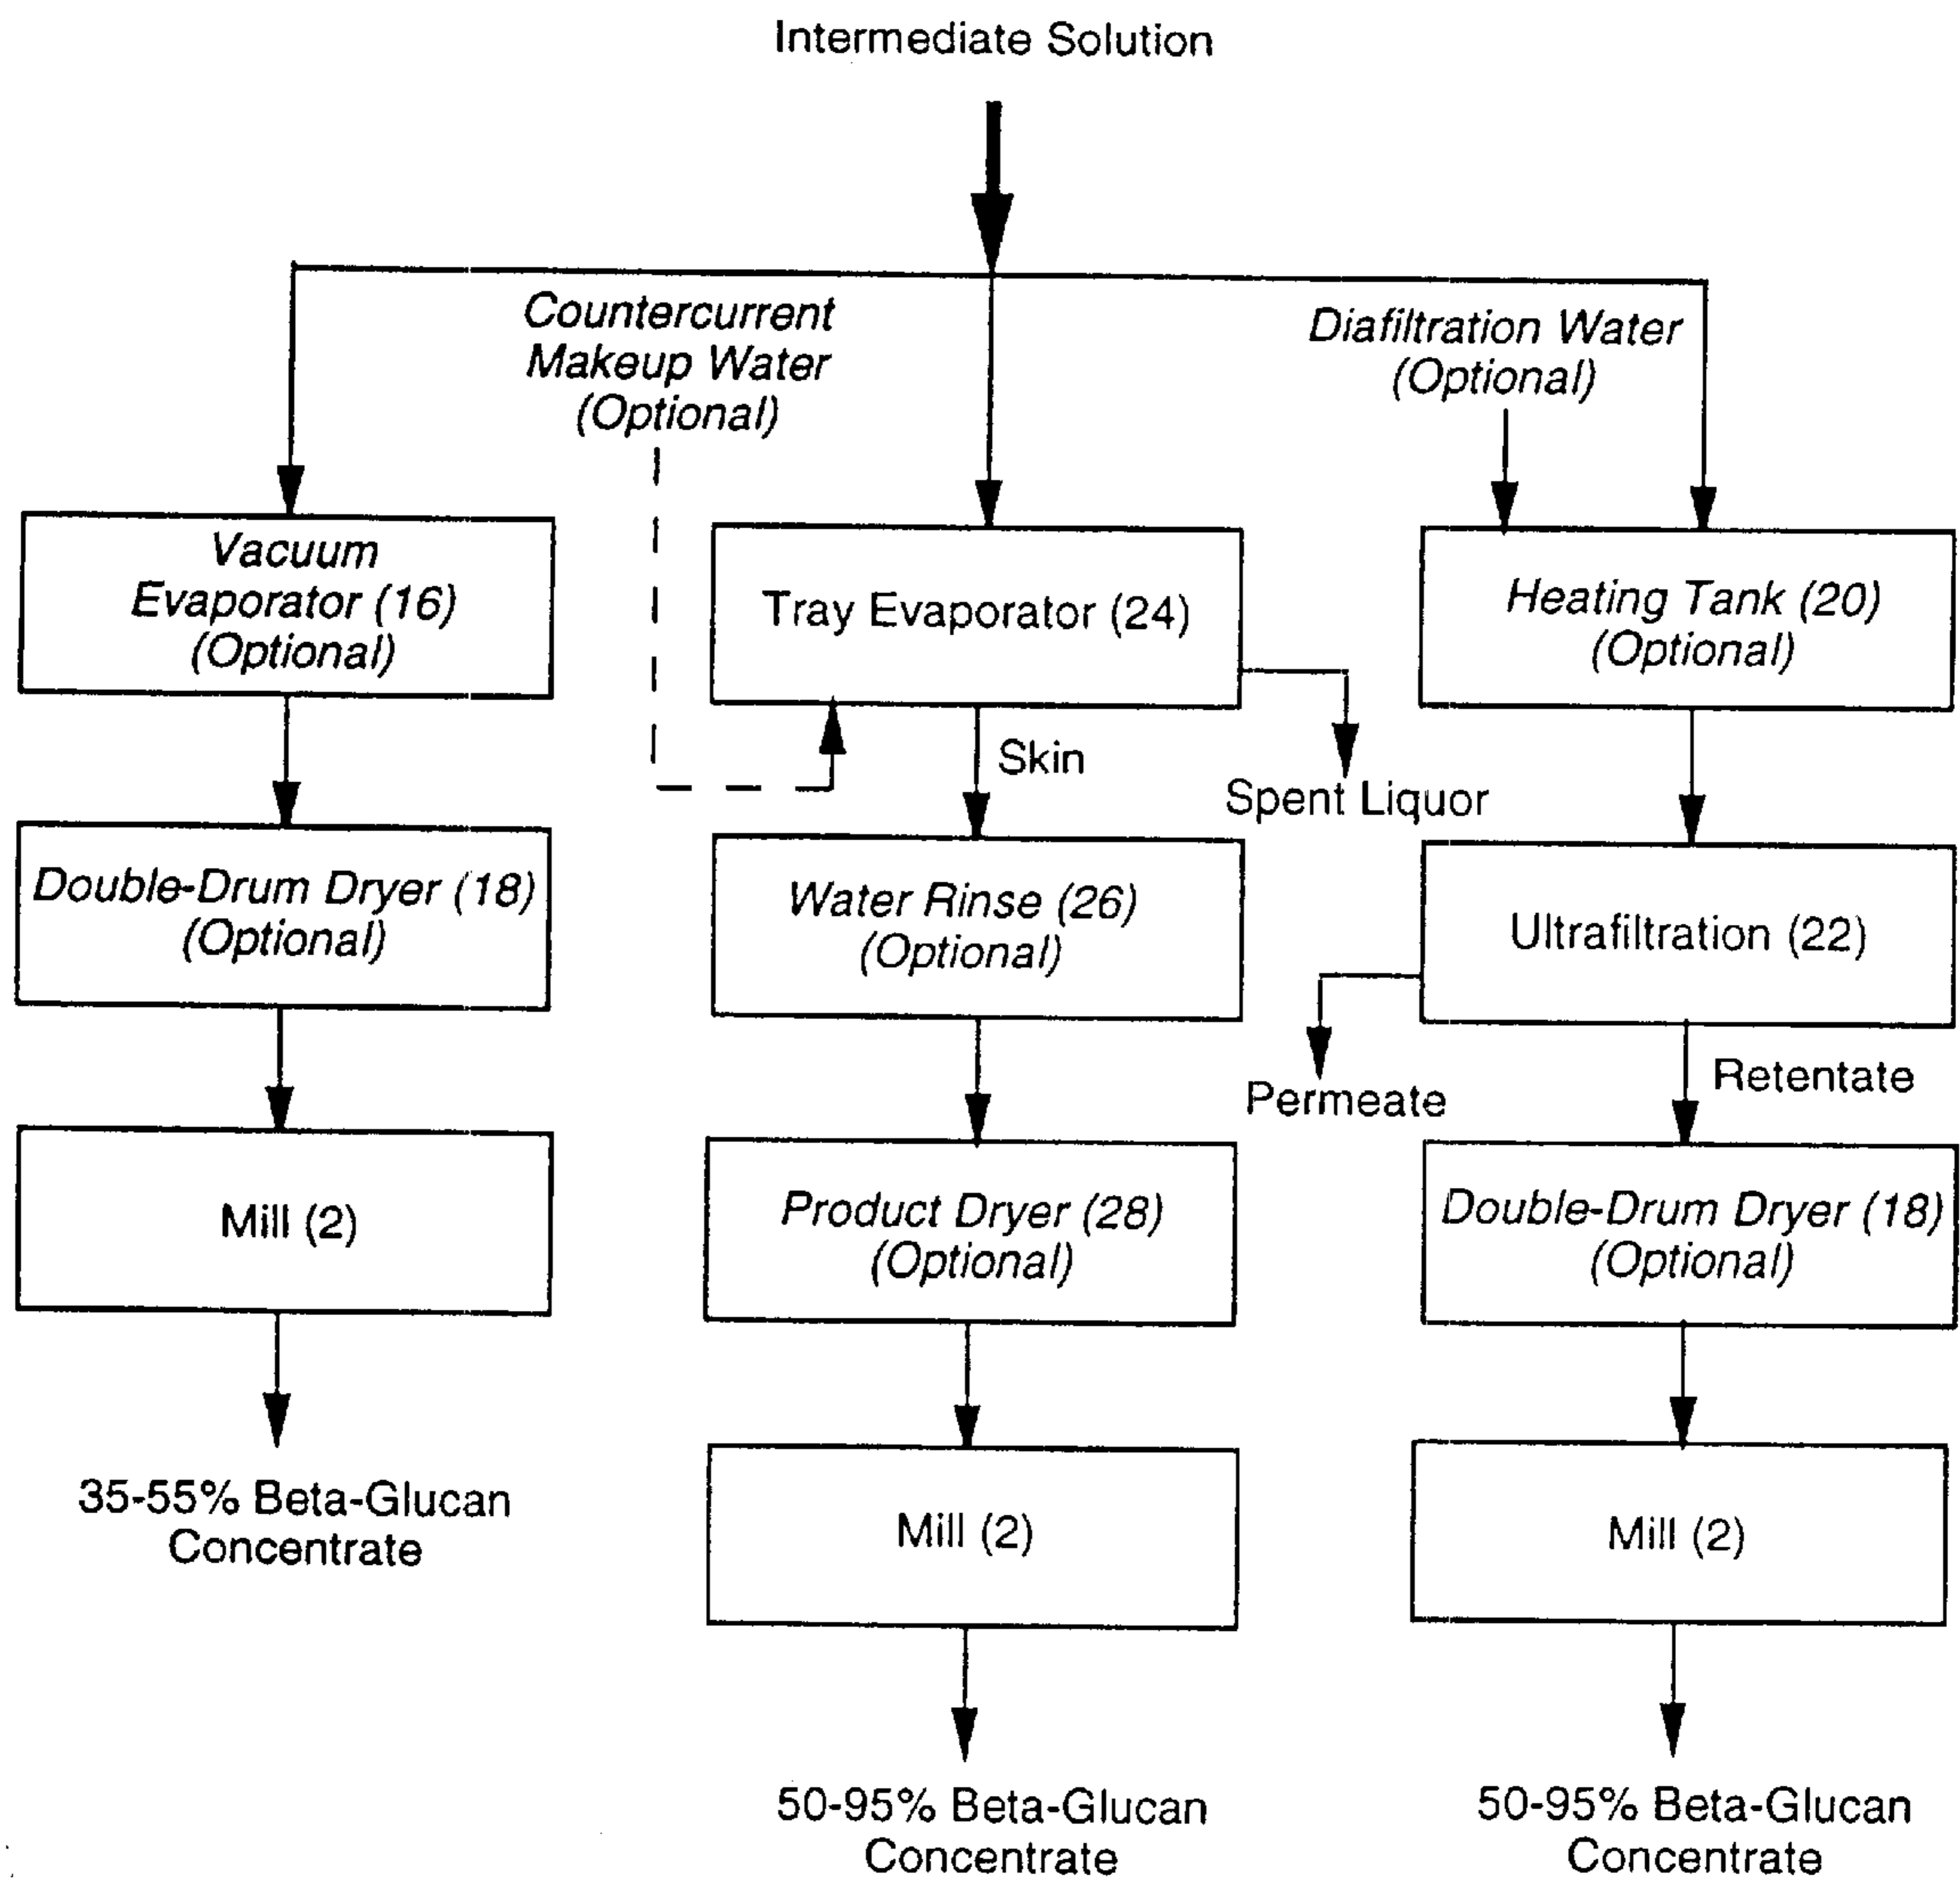 Intermediate Solution
Countercurrent
Makeup Water
(Optional)
Diafiltration Water
(Optional)
Vacuum
Evaporator (16)
(Optional)
Tray Evaporator (24)
Heating Tank (20)
(Optional)
Skin
Spent Liquor
Double-Drum Dryer (18)
(Optional)
Water Rinse (26)
(Optional)
Ultrafiltration (22)
Permeate
Retentate
Mill (2)
Product Dryer (28)
(Optional)
Double-Drum Dryer (18)
(Optional)
35-55% Beta-Glucan
Concentrate
Mill (2)
Mill (2)
50-95% Beta-Glucan
Concentrate
50-95% Beta-Glucan
Concentrate